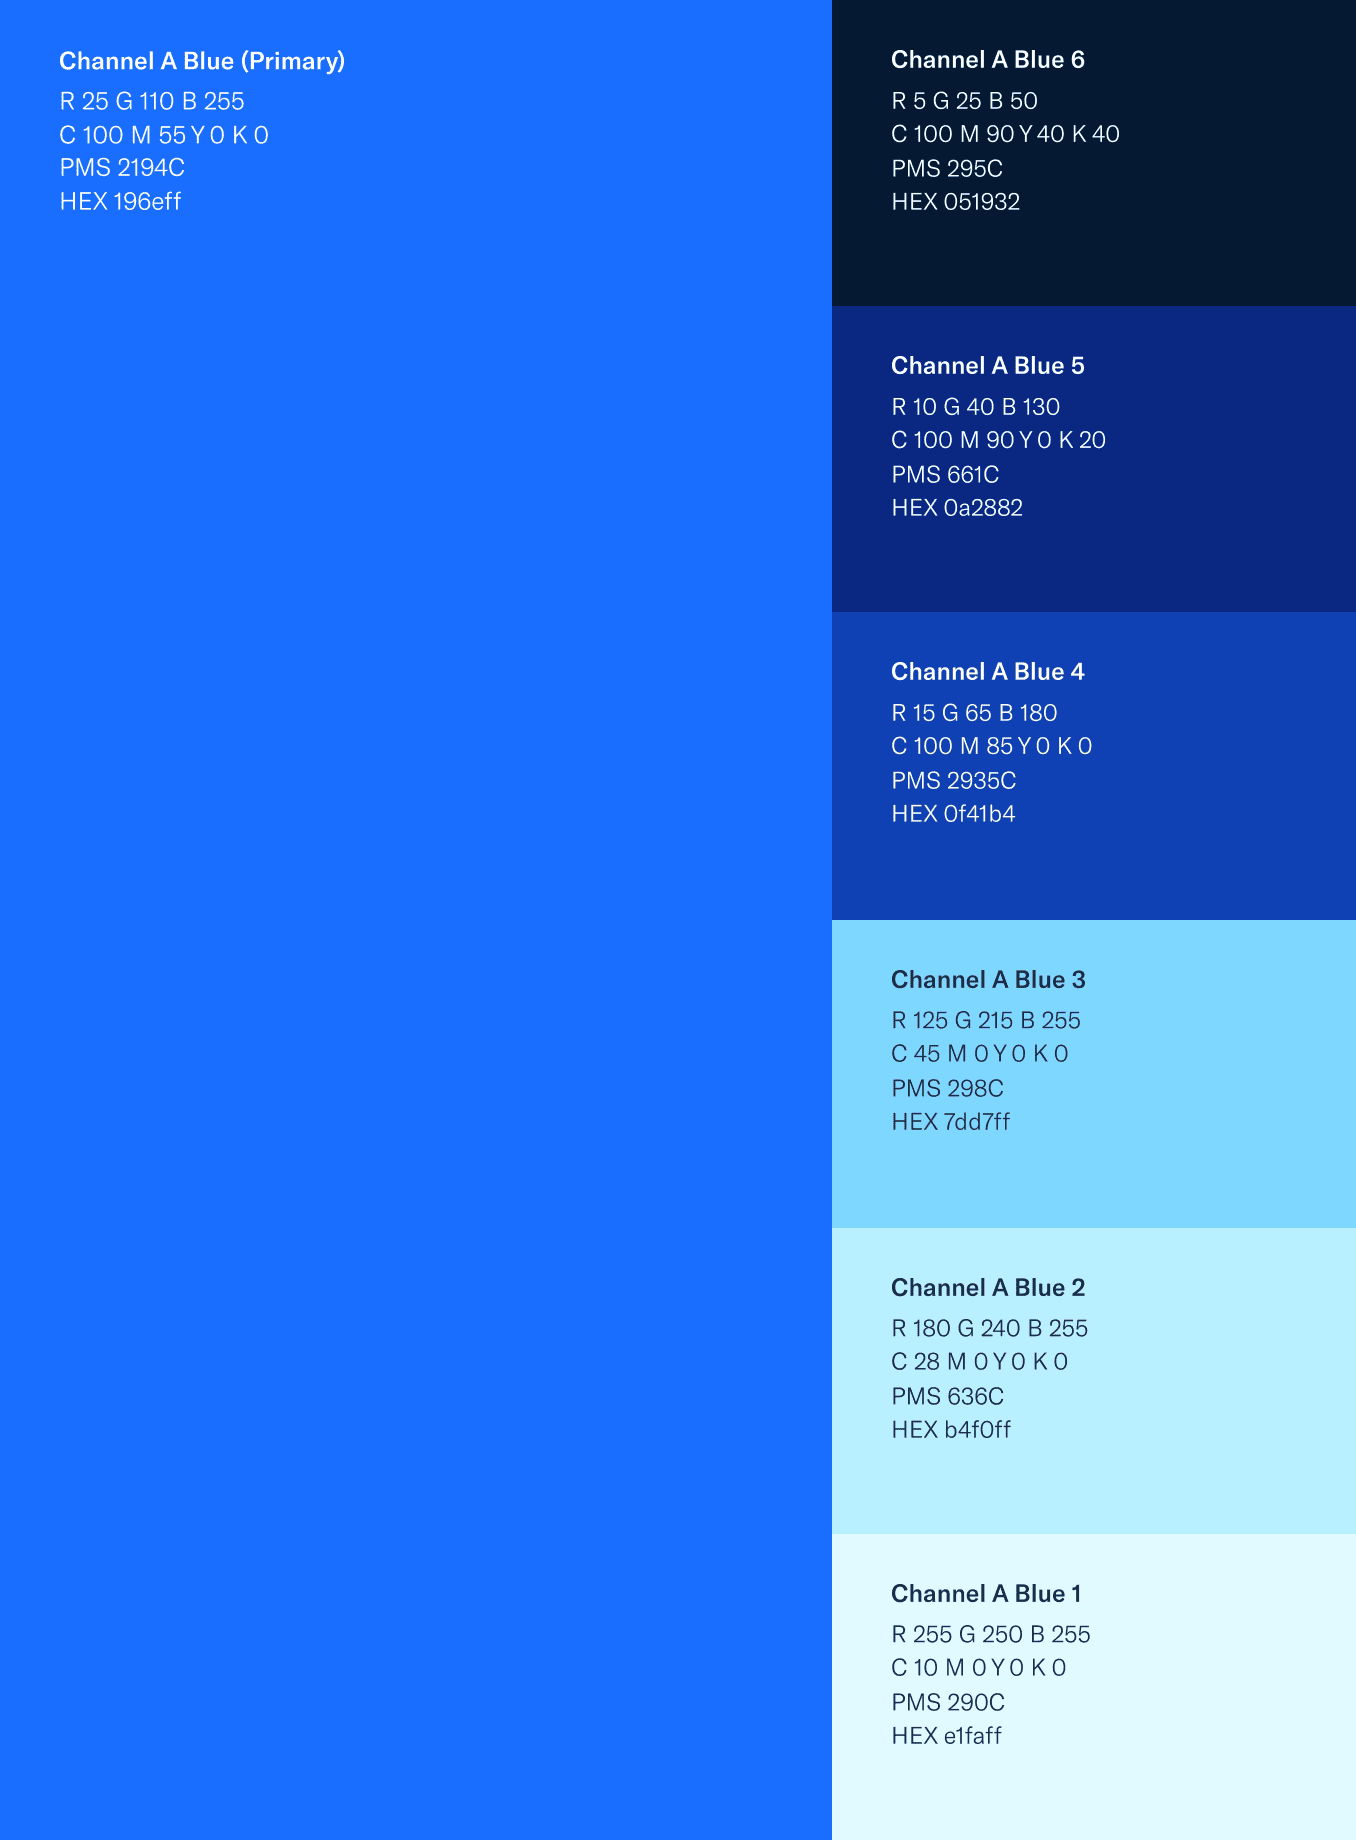 Channel A Blue (Primary)
R 25 G 110 B 255
C 100 M 55 Y 0 K 0
PMS 2194C
HEX 196eff
Channel A Blue 6
R 5 G 25 B 50
C 100 M 90 Y 40 K 40
PMS 295C
HEX 051932
Channel A Blue 5
R 10 G 40 B 130
C 100 M 90 Y 0 K 20
PMS 661C
HEX 0a2882
Channel A Blue 4
R 15 G 65 B 180
C 100 M 85 Y 0 K 0
PMS 2935C
HEX 0f41b4
Channel A Blue 3
R 125 G 215 B 255
C 45 M 0 Y 0 K 0
PMS 298C
HEX 7dd7ff
Channel A Blue 2
R 180 G 240 B 255
C 28 M 0 Y 0 K 0
PMS 636C
HEX b4f0ff
Channel A Blue 1
R 255 G 250 B 255
C 10 M 0 Y 0 K 0
PMS 290C
HEX e1faff